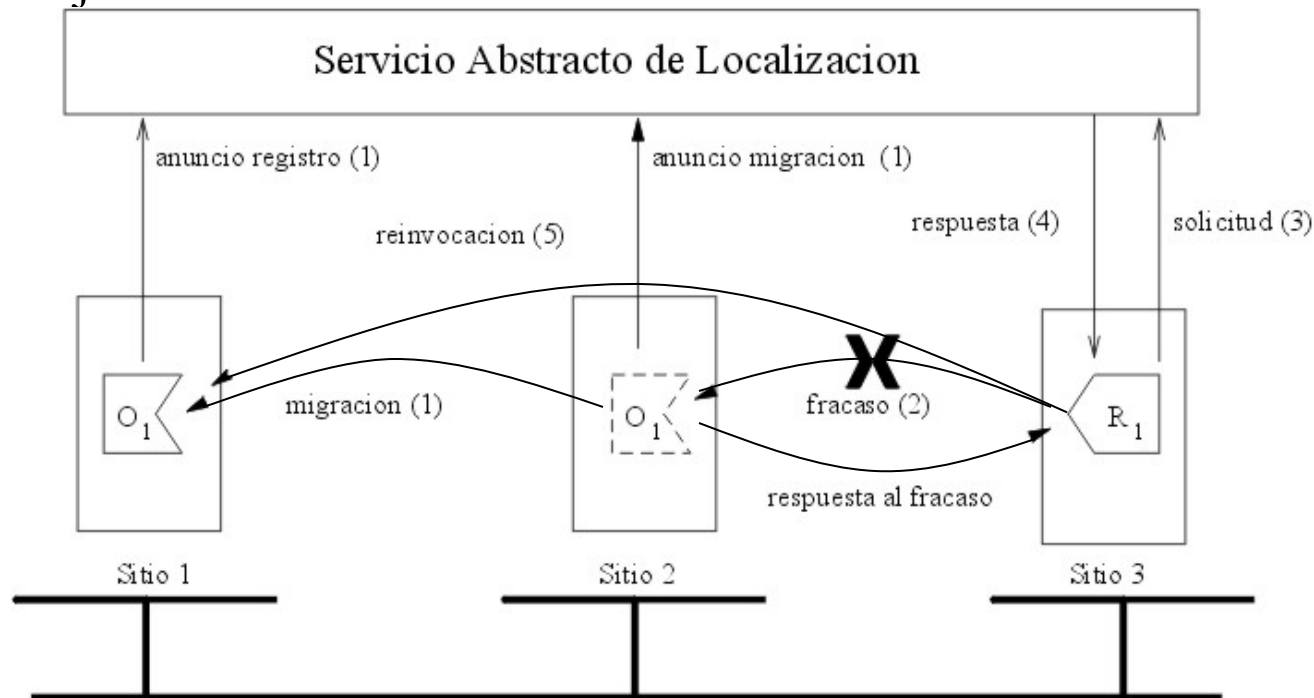 Servicio Abstracto de Localizacion
anuncio registro (1)
anuncio migracion (1)
respuesta (4)
solicitud (3)
reinvocacion (5)
X
O1
migracion (1)
O1
fracaso (2)
R1
respuesta al fracaso
Sitio 1
Sitio 2
Sitio 3